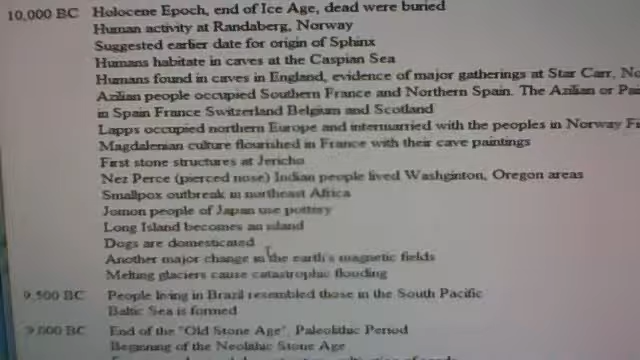 10,000 BC Holocene Epoch, end of Ice Age, dead were buried
Human activity at Randaberg, Norway
Suggested earlier date for origin of Sphinx
Humans habitate in caves at the Caspian Sea
Humans found in caves in England, evidence of major gatherings at Star Carr, No
Azilian people occupied Southern France and Northern Spain. The Azilian or Pai
in Spain France Switzerland Belgium and Scotland
Lapps occupied northern Europe and intermarried with the peoples in Norway Fi
Magdalenian culture flourished in France with their cave paintings
First stone structures at Jericho
Nez Perce (pierced nose) Indian people lived Washginton, Oregon areas
Smallpox outbreak in northeast Africa
Jomon people of Japan use pottery
Long Island becomes an island
Dogs are domesticated
Another major change in the earth's magnetic fields
Melting glaciers cause catastrophic flooding
9,500 BC People living in Brazil resembled those in the South Pacific
Baltic Sea is formed
9,000 BC End of the "Old Stone Age", Paleolithic Period
Beginning of the Neolithic Stone Age